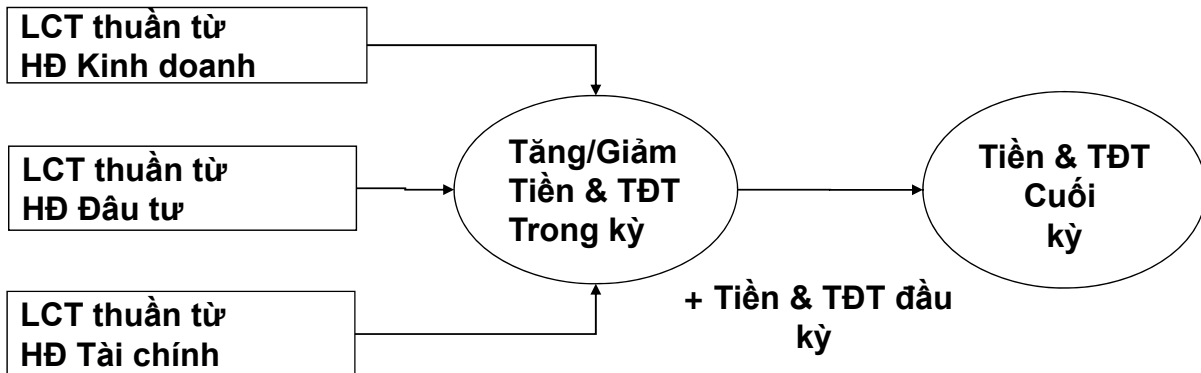 LCT thuần từ
HĐ Kinh doanh
LCT thuần từ
HĐ Đâu tư
LCT thuần từ
HĐ Tài chính
Tăng/Giảm
Tiền & TĐT
Trong kỳ
+ Tiền & TĐT đầu
kỳ
Tiền & TĐT
Cuối
kỳ